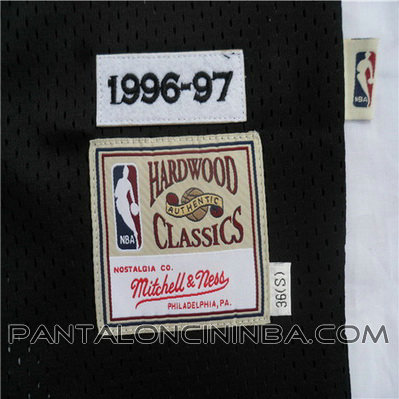 1996-97
NBA
HARDWOOD
AUTHENTIC
CLASSICS
NBA
NOSTALGIA CO.
Mitchell & Ness
PHILADELPHIA, PA.
36(S)
PANTALONCININBA.COM